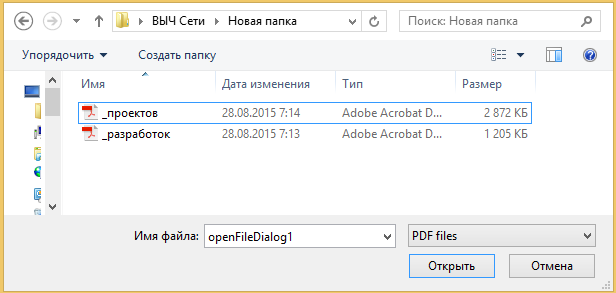 ВЫЧ Сети Новая папка Поиск: Новая папка
Упорядочить Создать папку
Имя Дата изменения Тип Размер
_проектов 28.08.2015 7:14 Adobe Acrobat D... 2 872 КБ
_разработок 28.08.2015 7:13 Adobe Acrobat D... 1 205 КБ
Имя файла: openFileDialog1 PDF files
Открыть Отмена